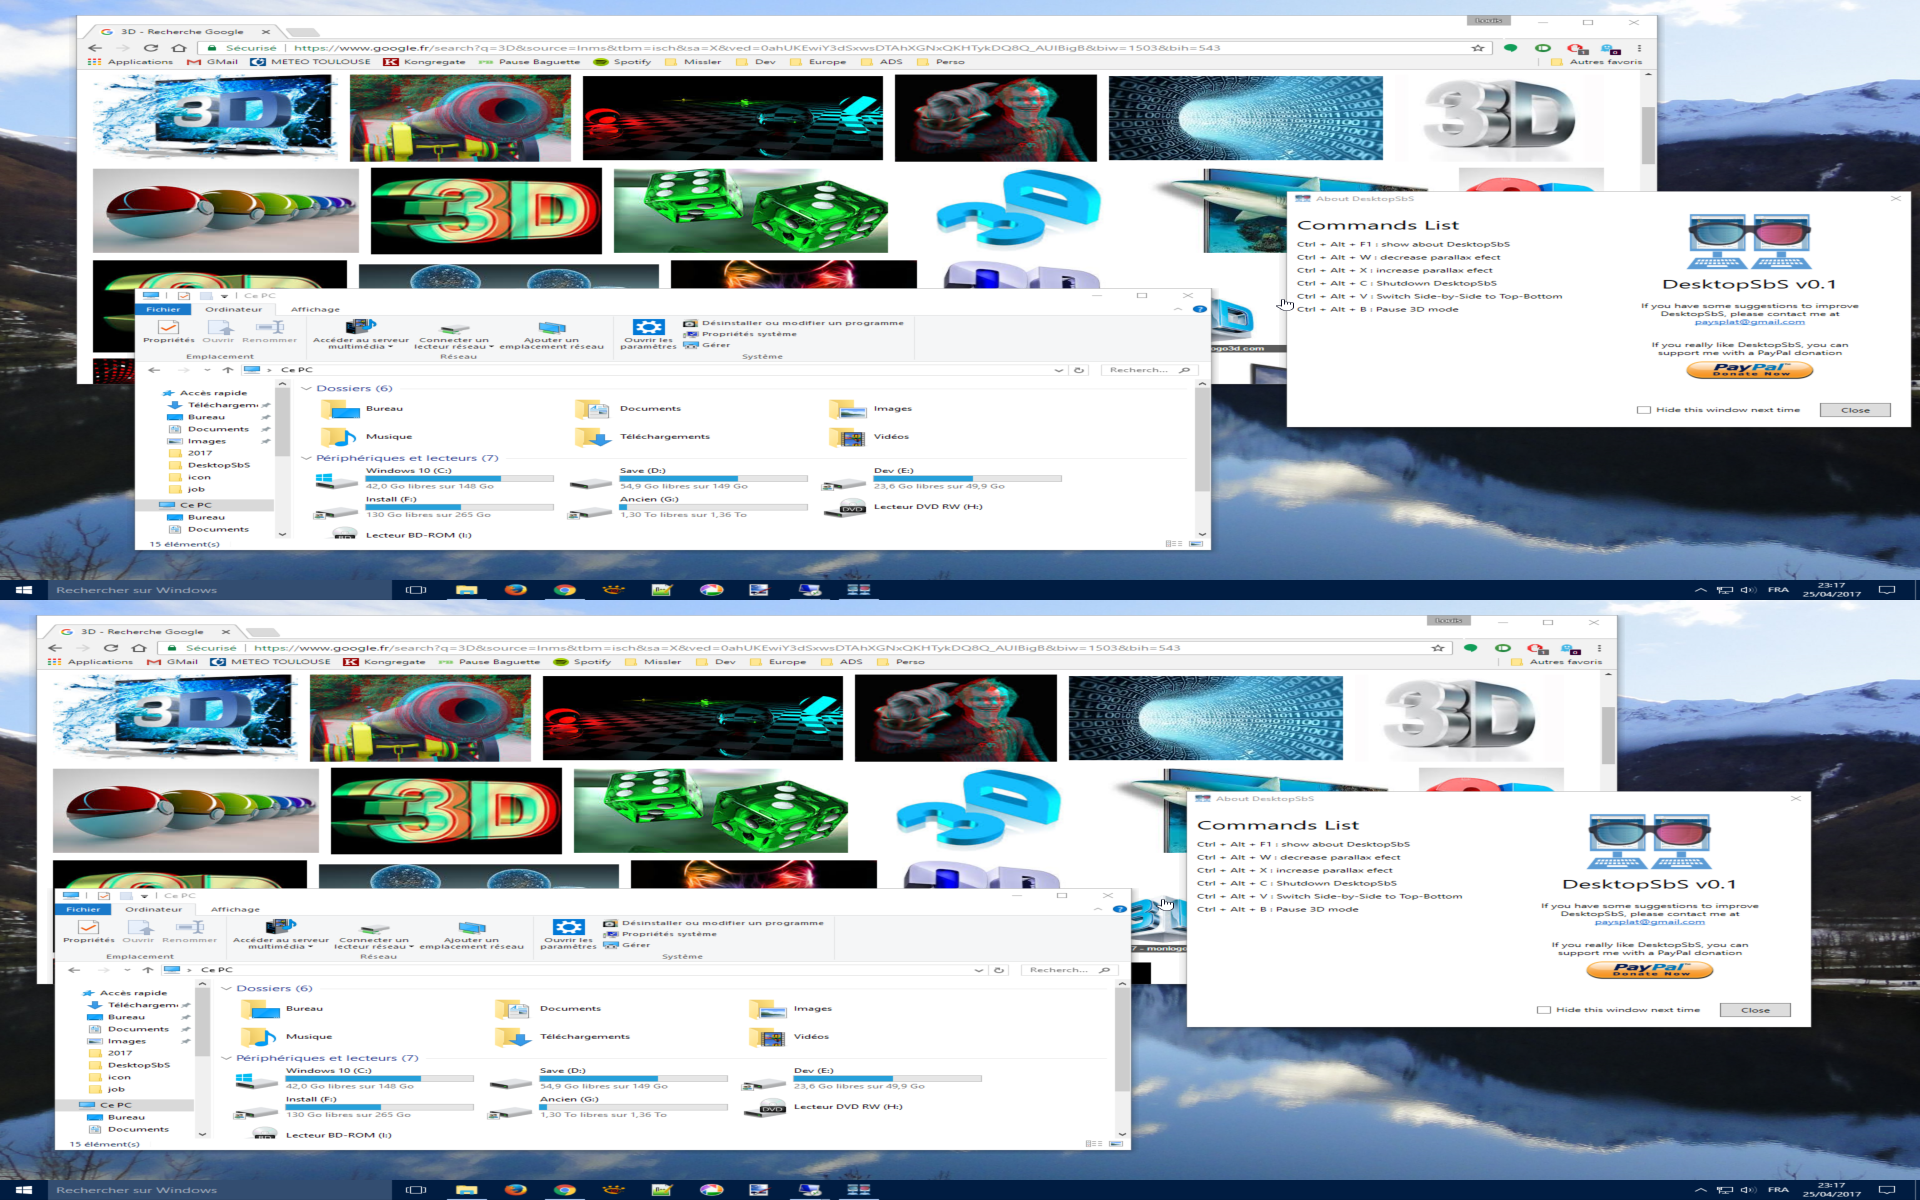 Louis
3D - Recherche Google
Sécurisé | https://www.google.fr/search?q=3D&source=lnms&tbm=isch&sa=X&ved=0ahUKEwiY3dSxwsDTAhXGNxQKHTykDQ8Q_AUIBigB&biw=1503&bih=543
Applications GMail METEO TOULOUSE Kongregate Pause Baguette Spotify Missler Dev Europe ADS Perso Autres favoris
3D
3D
3D
3D
About DesktopSbS
Commands List
Ctrl + Alt + F1 : show about DesktopSbS
Ctrl + Alt + W : decrease parallax efect
Ctrl + Alt + X : increase parallax efect
Ctrl + Alt + C : Shutdown DesktopSbS
Ctrl + Alt + V : Switch Side-by-Side to Top-Bottom
Ctrl + Alt + B : Pause 3D mode
DesktopSbS v0.1
If you have some suggestions to improve
DesktopSbS, please contact me at
paysplat@gmail.com
If you really like DesktopSbS, you can
support me with a PayPal donation
PayPal
Donate Now
Hide this window next time
Close
ogo3d.com
Ce PC
Fichier Ordinateur Affichage
Propriétés Ouvrir Renommer
Emplacement
Accéder au serveur multimédia
Connecter un lecteur réseau
Ajouter un emplacement réseau
Réseau
Ouvrir les paramètres
Désinstaller ou modifier un programme
Propriétés système
Gérer
Système
Ce PC
Recherch...
Accès rapide
Téléchargem
Bureau
Documents
Images
2017
DesktopSbS
icon
job
Ce PC
Bureau
Documents
15 élément(s)
Dossiers (6)
Bureau Documents Images
Musique Téléchargements Vidéos
Périphériques et lecteurs (7)
Windows 10 (C:) Save (D:) Dev (E:)
42,0 Go libres sur 148 Go 54,9 Go libres sur 149 Go 23,6 Go libres sur 49,9 Go
Install (F:) Ancien (G:) Lecteur DVD RW (H:)
130 Go libres sur 265 Go 1,30 To libres sur 1,36 To
Lecteur BD-ROM (I:)
Rechercher sur Windows
FRA
23:17
25/04/2017
Louis
3D - Recherche Google
Sécurisé | https://www.google.fr/search?q=3D&source=lnms&tbm=isch&sa=X&ved=0ahUKEwiY3dSxwsDTAhXGNxQKHTykDQ8Q_AUIBigB&biw=1503&bih=543
Applications GMail METEO TOULOUSE Kongregate Pause Baguette Spotify Missler Dev Europe ADS Perso Autres favoris
3D
3D
3D
3D
About DesktopSbS
Commands List
Ctrl + Alt + F1 : show about DesktopSbS
Ctrl + Alt + W : decrease parallax efect
Ctrl + Alt + X : increase parallax efect
Ctrl + Alt + C : Shutdown DesktopSbS
Ctrl + Alt + V : Switch Side-by-Side to Top-Bottom
Ctrl + Alt + B : Pause 3D mode
DesktopSbS v0.1
If you have some suggestions to improve
DesktopSbS, please contact me at
paysplat@gmail.com
If you really like DesktopSbS, you can
support me with a PayPal donation
PayPal
Donate Now
Hide this window next time
Close
7 - monlogo
Ce PC
Fichier Ordinateur Affichage
Propriétés Ouvrir Renommer
Emplacement
Accéder au serveur multimédia
Connecter un lecteur réseau
Ajouter un emplacement réseau
Réseau
Ouvrir les paramètres
Désinstaller ou modifier un programme
Propriétés système
Gérer
Système
Ce PC
Recherch...
Accès rapide
Téléchargem
Bureau
Documents
Images
2017
DesktopSbS
icon
job
Ce PC
Bureau
Documents
15 élément(s)
Dossiers (6)
Bureau Documents Images
Musique Téléchargements Vidéos
Périphériques et lecteurs (7)
Windows 10 (C:) Save (D:) Dev (E:)
42,0 Go libres sur 148 Go 54,9 Go libres sur 149 Go 23,6 Go libres sur 49,9 Go
Install (F:) Ancien (G:) Lecteur DVD RW (H:)
130 Go libres sur 265 Go 1,30 To libres sur 1,36 To
Lecteur BD-ROM (I:)
Rechercher sur Windows
FRA
23:17
25/04/2017